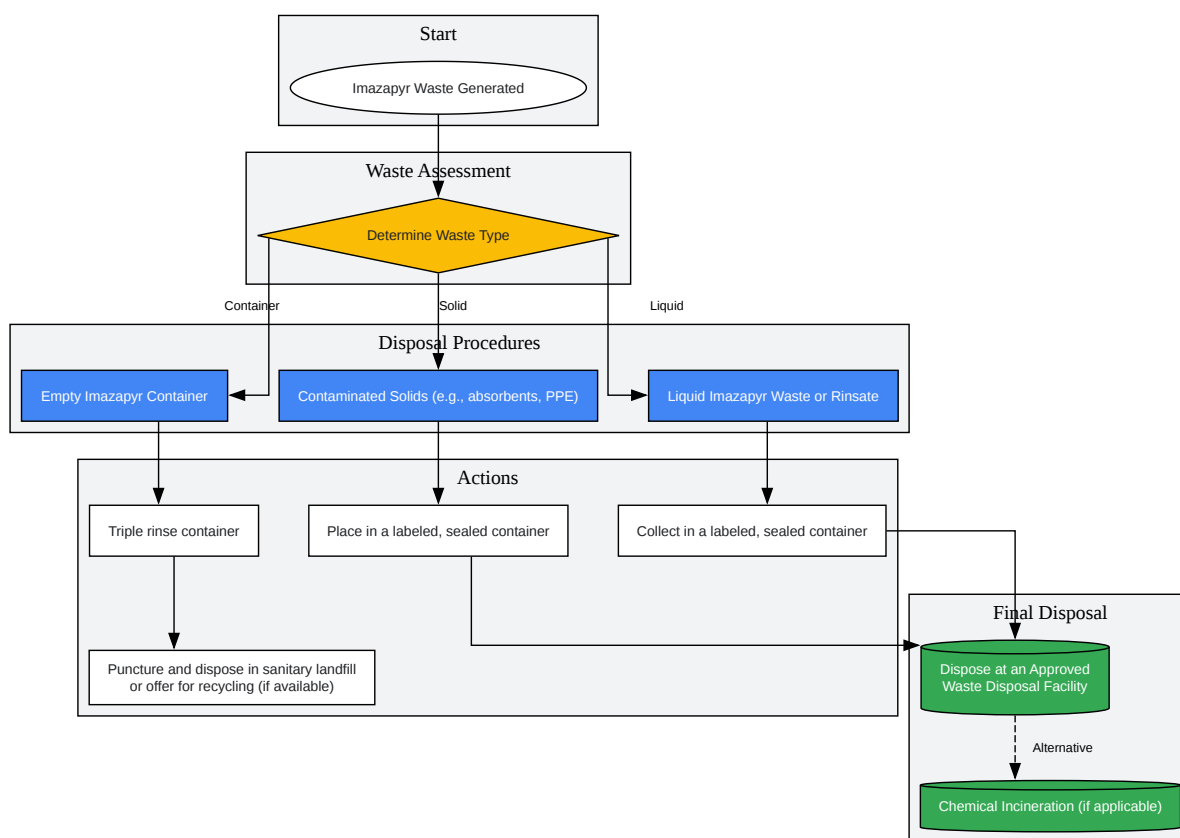 Start
Imazapyr Waste Generated
Waste Assessment
Determine Waste Type
Container
Solid
Liquid
Disposal Procedures
Empty Imazapyr Container
Contaminated Solids (e.g., absorbents, PPE)
Liquid Imazapyr Waste or Rinsate
Actions
Triple rinse container
Place in a labeled, sealed container
Collect in a labeled, sealed container
Puncture and dispose in sanitary landfill
or offer for recycling (if available)
Final Disposal
Dispose at an Approved
Waste Disposal Facility
Alternative
Chemical Incineration (if applicable)